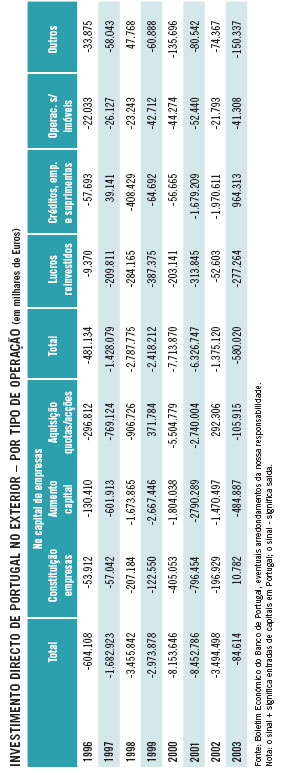 INVESTIMENTO DIRECTO DE PORTUGAL NO EXTERIOR – POR TIPO DE OPERAÇÃO (em milhares de Euros)
No capital de empresas
Total Constituição empresas Aumento capital Aquisição quotas/acções Total Lucros reinvestidos Créditos, emp. e suprimentos Operac. s/ imóveis Outros
1996 -604.108 -53.912 -130.410 -296.812 -481.134 -9.370 -57.693 -22.033 -33.875
1997 -1.682.923 -57.042 -601.913 -769.124 -1.428.079 -209.811 39.141 -26.127 -58.043
1998 -3.455.842 -207.184 -1.673.865 -906.726 -2.787.775 -284.165 -408.429 -23.243 47.768
1999 -2.973.878 -122.550 -2.667.446 371.784 -2.418.212 -387.375 -64.692 -42.712 -60.888
2000 -8.153.646 -405.053 -1.804.038 -5.504.779 -7.713.870 -203.141 -56.665 -44.274 -135.696
2001 -8.452.786 -796.454 -2790.289 -2.740.004 -6.326.747 -313.845 -1.679.209 -52.440 -80.542
2002 -3.494.498 -196.929 -1.470.497 292.306 -1.375.120 -52.603 -1.970.611 -21.793 -74.367
2003 -84.614 10.782 -484.887 -105.915 -580.020 -277.264 964.313 -41.308 -150.337
Fonte: Boletim Económico do Banco de Portugal, eventuais arredondamentos da nossa responsabilidade.
Nota: o sinal + significa entradas de capitais em Portugal; o sinal - significa saída.